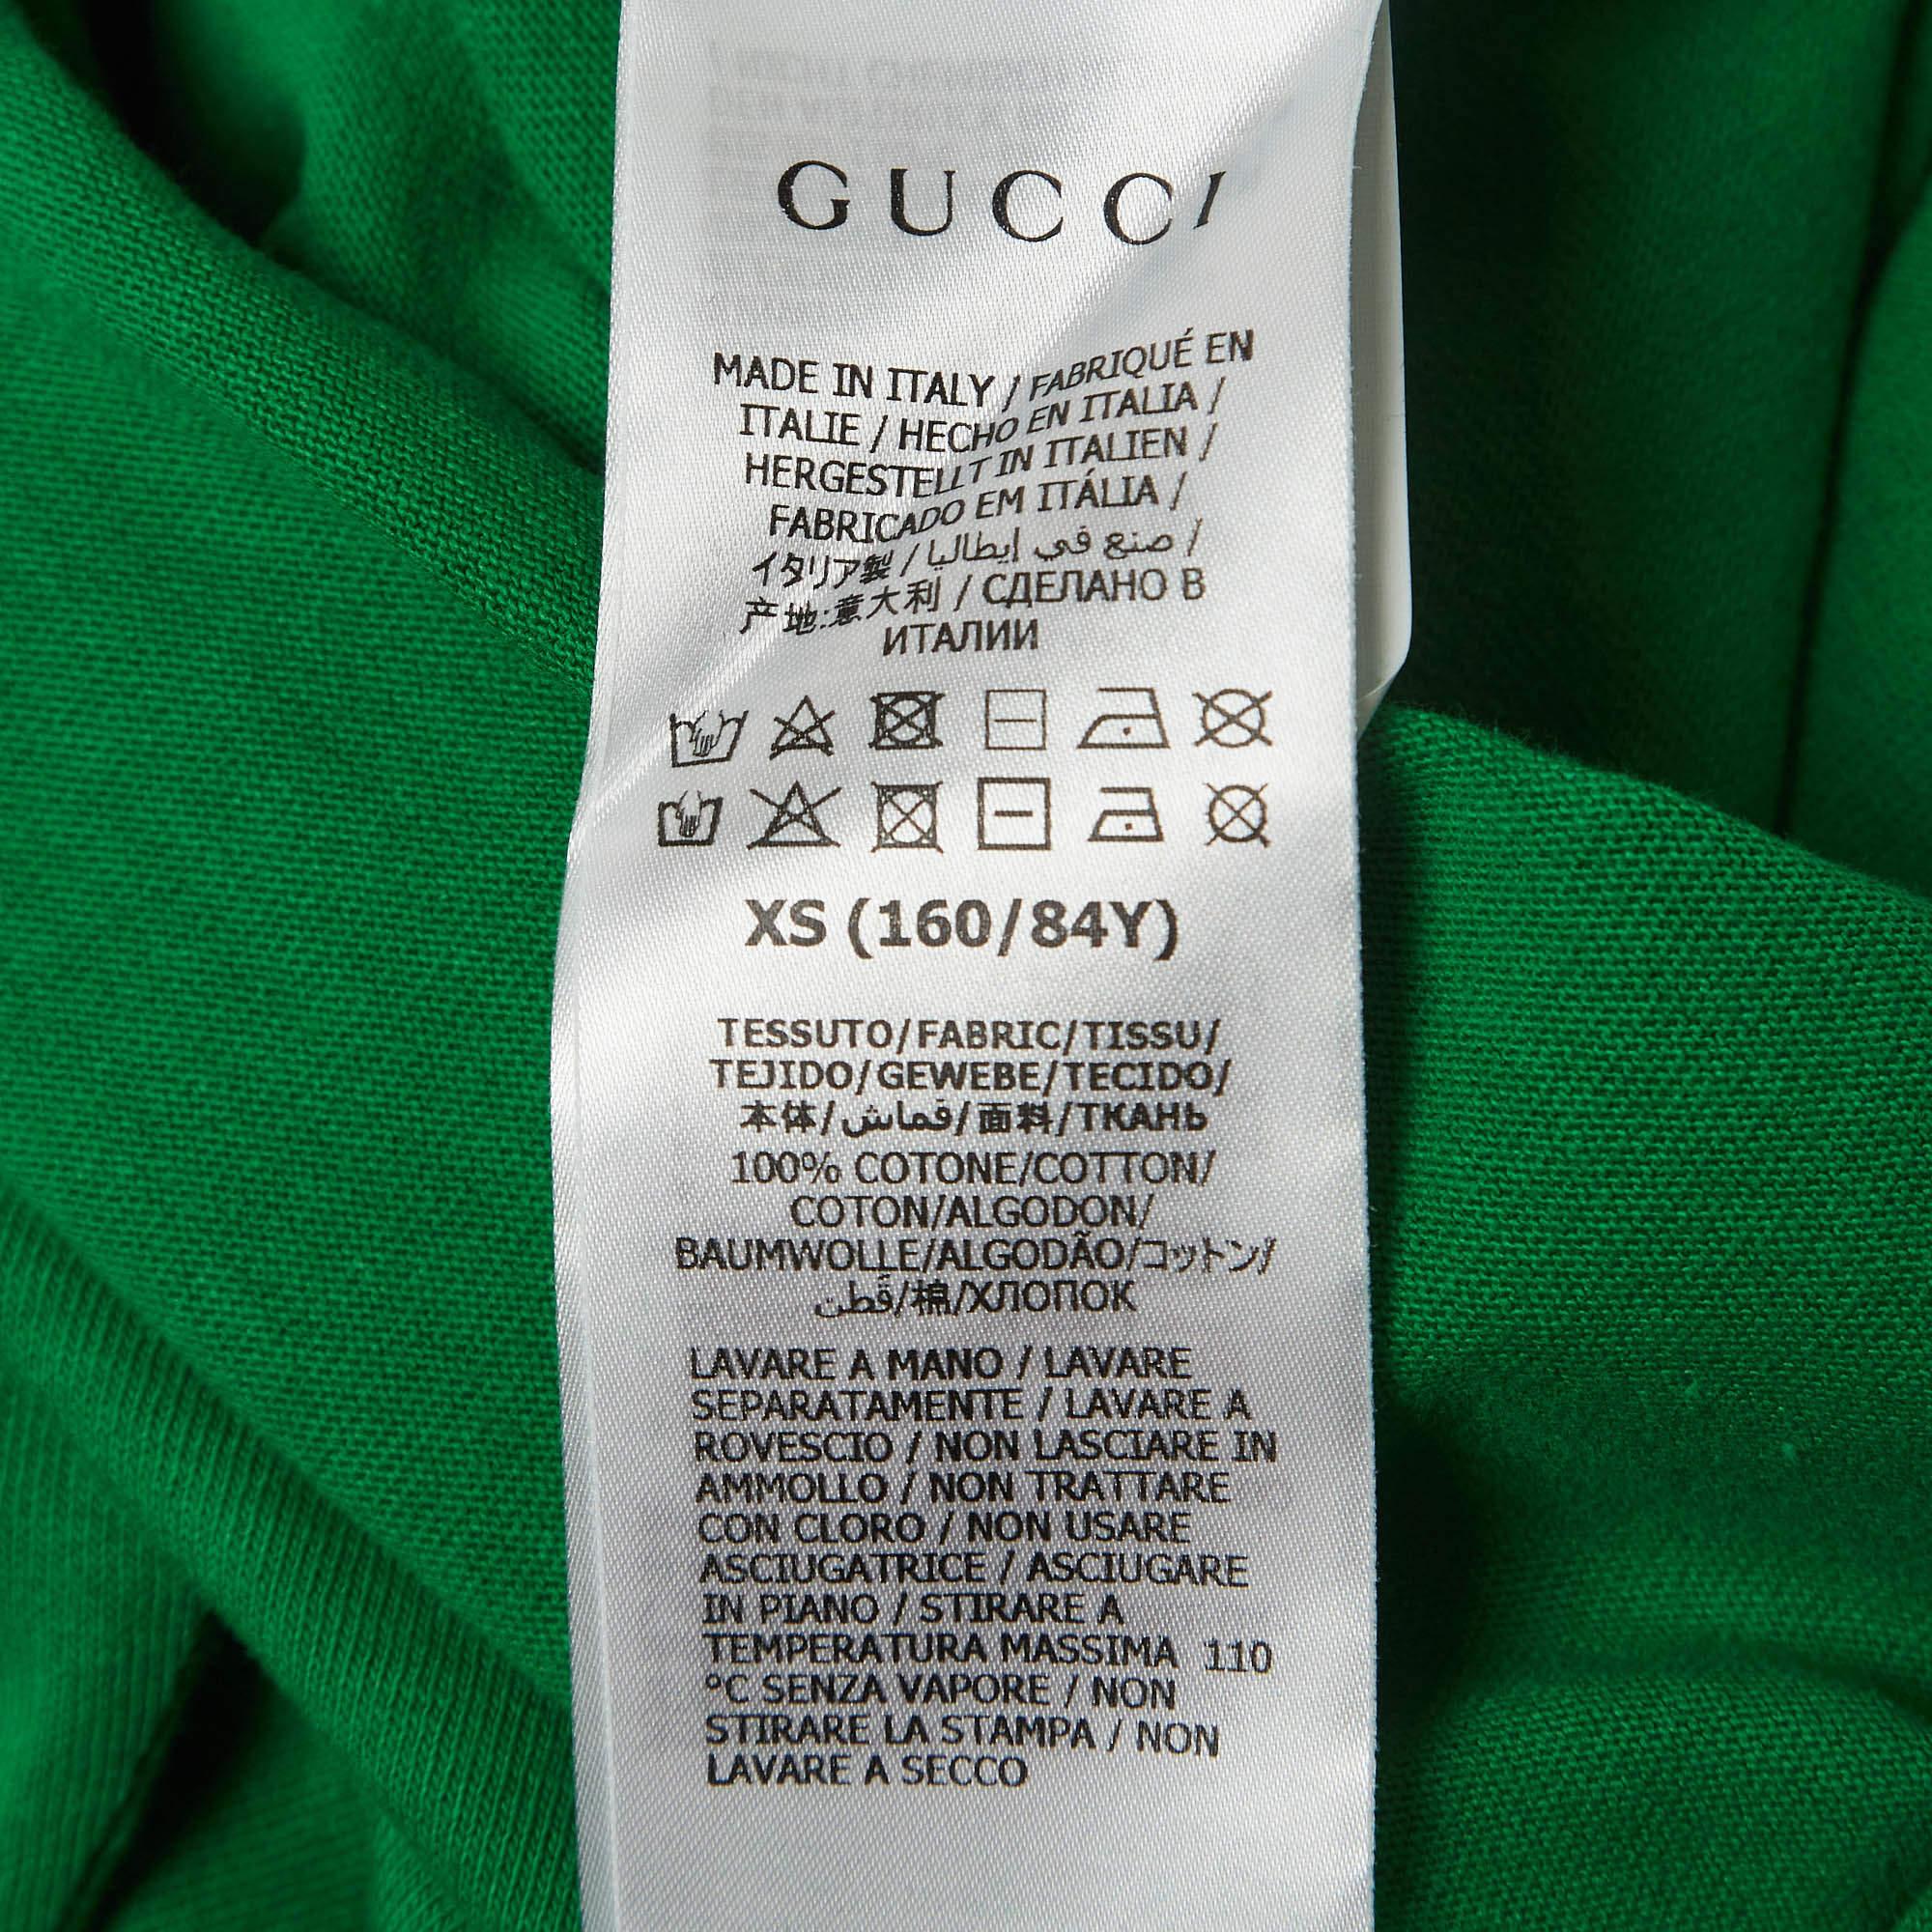 GUCCI
MADE IN ITALY / FABRIQUÉ EN
ITALIE / HECHO EN ITALIA /
HERGESTELLT IN ITALIEN /
FABRICADO EM ITÁLIA /
イタリア製 / صنع في إيطاليا /
产地:意大利 / СДЕЛАНО В
ИТАЛИИ
XS (160/84Y)
TESSUTO/FABRIC/TISSU/
TEJIDO/GEWEBE/TECIDO/
本体/قماش/面料/ТКАНЬ
100% COTONE/COTTON/
COTON/ALGODON/
BAUMWOLLE/ALGODÃO/コットン/
قطن/棉/ХЛОПОК
LAVARE A MANO / LAVARE
SEPARATAMENTE / LAVARE A
ROVESCIO / NON LASCIARE IN
AMMOLLO / NON TRATTARE
CON CLORO / NON USARE
ASCIUGATRICE / ASCIUGARE
IN PIANO / STIRARE A
TEMPERATURA MASSIMA 110
°C SENZA VAPORE / NON
STIRARE LA STAMPA / NON
LAVARE A SECCO